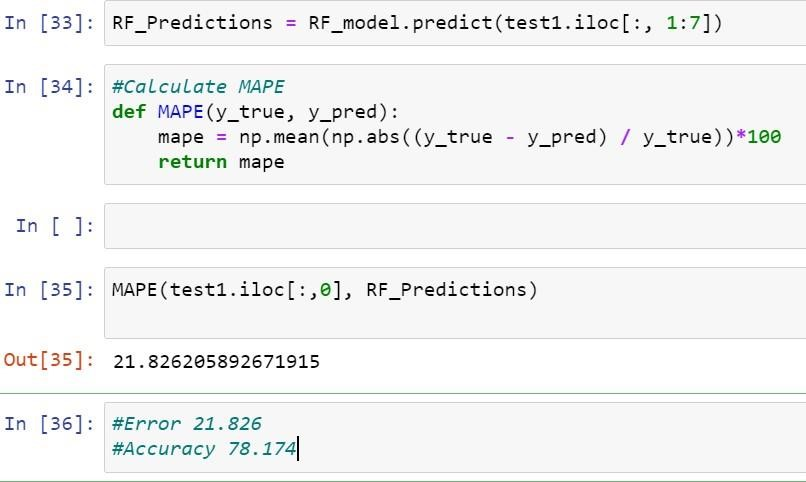 In [33]: RF_Predictions = RF_model.predict(test1.iloc[:, 1:7])
In [34]: #Calculate MAPE
def MAPE(y_true, y_pred):
    mape = np.mean(np.abs((y_true - y_pred) / y_true))*100
    return mape
In [ ]:
In [35]: MAPE(test1.iloc[:,0], RF_Predictions)
Out[35]: 21.826205892671915
In [36]: #Error 21.826
#Accuracy 78.174